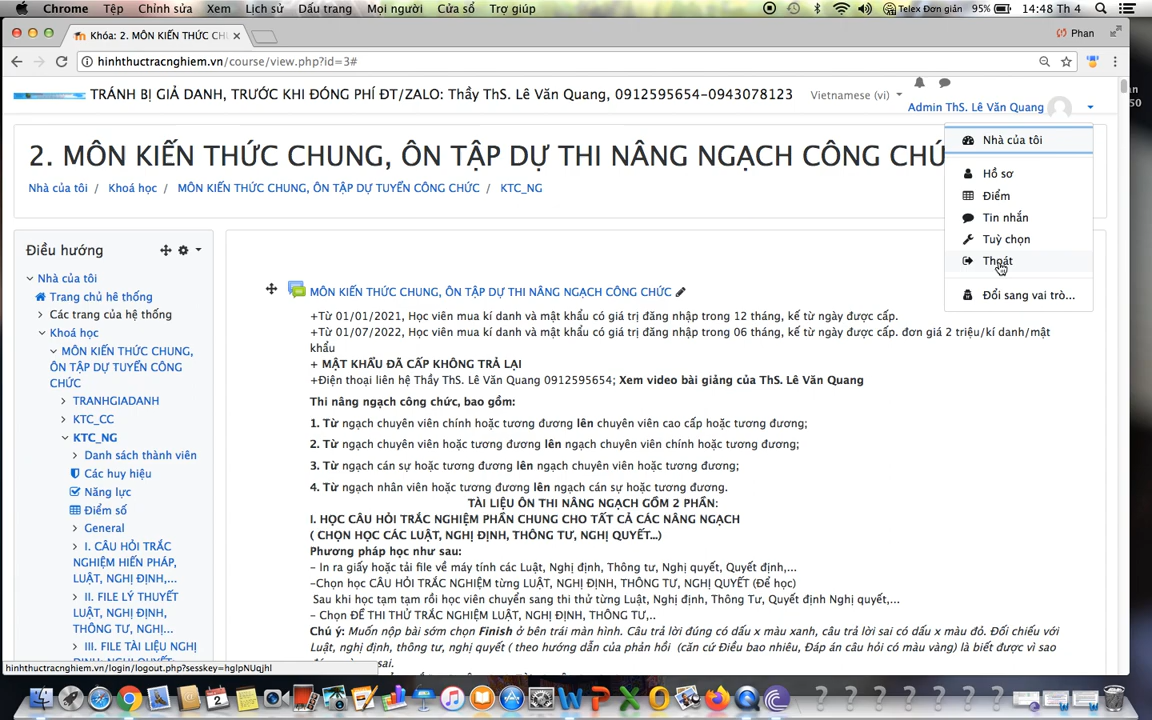 Chrome Tệp Chỉnh sửa Xem Lịch sử Dấu trang Mọi người Cửa sổ Trợ giúp Telex Đơn giản 95% 14:48 Th 4
Khóa: 2. MÔN KIẾN THỨC CH
Phan
hinhthuctracnghiem.vn/course/view.php?id=3#
TRÁNH BỊ GIẢ DANH, TRƯỚC KHI ĐÓNG PHÍ ĐT/ZALO: Thầy ThS. Lê Văn Quang, 0912595654-0943078123
Vietnamese (vi)
Admin ThS. Lê Văn Quang
Nhà của tôi
Hồ sơ
Điểm
Tin nhắn
Tuỳ chọn
Thoát
Đổi sang vai trò...
2. MÔN KIẾN THỨC CHUNG, ÔN TẬP DỰ THI NÂNG NGẠCH CÔNG CHỨ
Nhà của tôi / Khoá học / MÔN KIẾN THỨC CHUNG, ÔN TẬP DỰ TUYỂN CÔNG CHỨC / KTC_NG
Điều hướng
Nhà của tôi
Trang chủ hê thống
Các trang của hệ thống
Khoá học
MÔN KIẾN THỨC CHUNG,
ÔN TẬP DỰ TUYỂN CÔNG
CHỨC
TRANHGIADANH
KTC_CC
KTC_NG
Danh sách thành viên
Các huy hiệu
Năng lực
Điểm số
General
I. CÂU HỎI TRẮC
NGHIỆM HIẾN PHÁP,
LUẬT, NGHỊ ĐỊNH,...
II. FILE LÝ THUYẾT
LUẬT, NGHỊ ĐỊNH,
THÔNG TƯ, NGHỊ...
III. FILE TÀI LIỆU NGHỊ
MÔN KIẾN THỨC CHUNG, ÔN TẬP DỰ THI NÂNG NGẠCH CÔNG CHỨC
+Từ 01/01/2021, Học viên mua kí danh và mật khẩu có giá trị đăng nhập trong 12 tháng, kể từ ngày được cấp.
+Từ 01/07/2022, Học viên mua kí danh và mật khẩu có giá trị đăng nhập trong 06 tháng, kể từ ngày được cấp. đơn giá 2 triệu/kí danh/mật
khẩu
+ MẬT KHẨU ĐÃ CẤP KHÔNG TRẢ LẠI
+Điện thoại liên hệ Thầy ThS. Lê Văn Quang 0912595654; Xem video bài giảng của ThS. Lê Văn Quang
Thi nâng ngạch công chức, bao gồm:
1. Từ ngạch chuyên viên chính hoặc tương đương lên chuyên viên cao cấp hoặc tương đương;
2. Từ ngạch chuyên viên hoặc tương đương lên ngạch chuyên viên chính hoặc tương đương;
3. Từ ngạch cán sự hoặc tương đương lên ngạch chuyên viên hoặc tương đương;
4. Từ ngạch nhân viên hoặc tương đương lên ngạch cán sự hoặc tương đương.
TÀI LIỆU ÔN THI NÂNG NGẠCH GỒM 2 PHẦN:
I. HỌC CÂU HỎI TRẮC NGHIỆM PHẦN CHUNG CHO TẤT CẢ CÁC NÂNG NGẠCH
( CHỌN HỌC CÁC LUẬT, NGHỊ ĐỊNH, THÔNG TƯ, NGHỊ QUYẾT...)
Phương pháp học như sau:
- In ra giấy hoặc tải file về máy tính các Luật, Nghị định, Thông tư, Nghị quyết, Quyết định,...
-Chọn học CÂU HỎI TRẮC NGHIỆM từng LUẬT, NGHỊ ĐỊNH, THÔNG TƯ, NGHỊ QUYẾT (Để học)
Sau khi học tạm tạm rồi học viên chuyển sang thi thử từng Luật, Nghị định, Thông Tư, Quyết định Nghị quyết,...
- Chọn ĐỀ THI THỬ TRẮC NGHIỆM LUẬT, NGHỊ ĐỊNH, THÔNG TƯ,..
Chú ý: Muốn nộp bài sớm chọn Finish ở bên trái màn hình. Câu trả lời đúng có dấu x màu xanh, câu trả lời sai có dấu x màu đỏ. Đối chiếu với
Luật, nghị định, thông tư, nghị quyết ( theo hướng dẫn của phản hồi (căn cứ Điều bao nhiêu, Đáp án câu hỏi có màu vàng) là biết được vì sao
sai.
hinhthuctracnghiem.vn/login/logout.php?sesskey=hglpNUqjhl